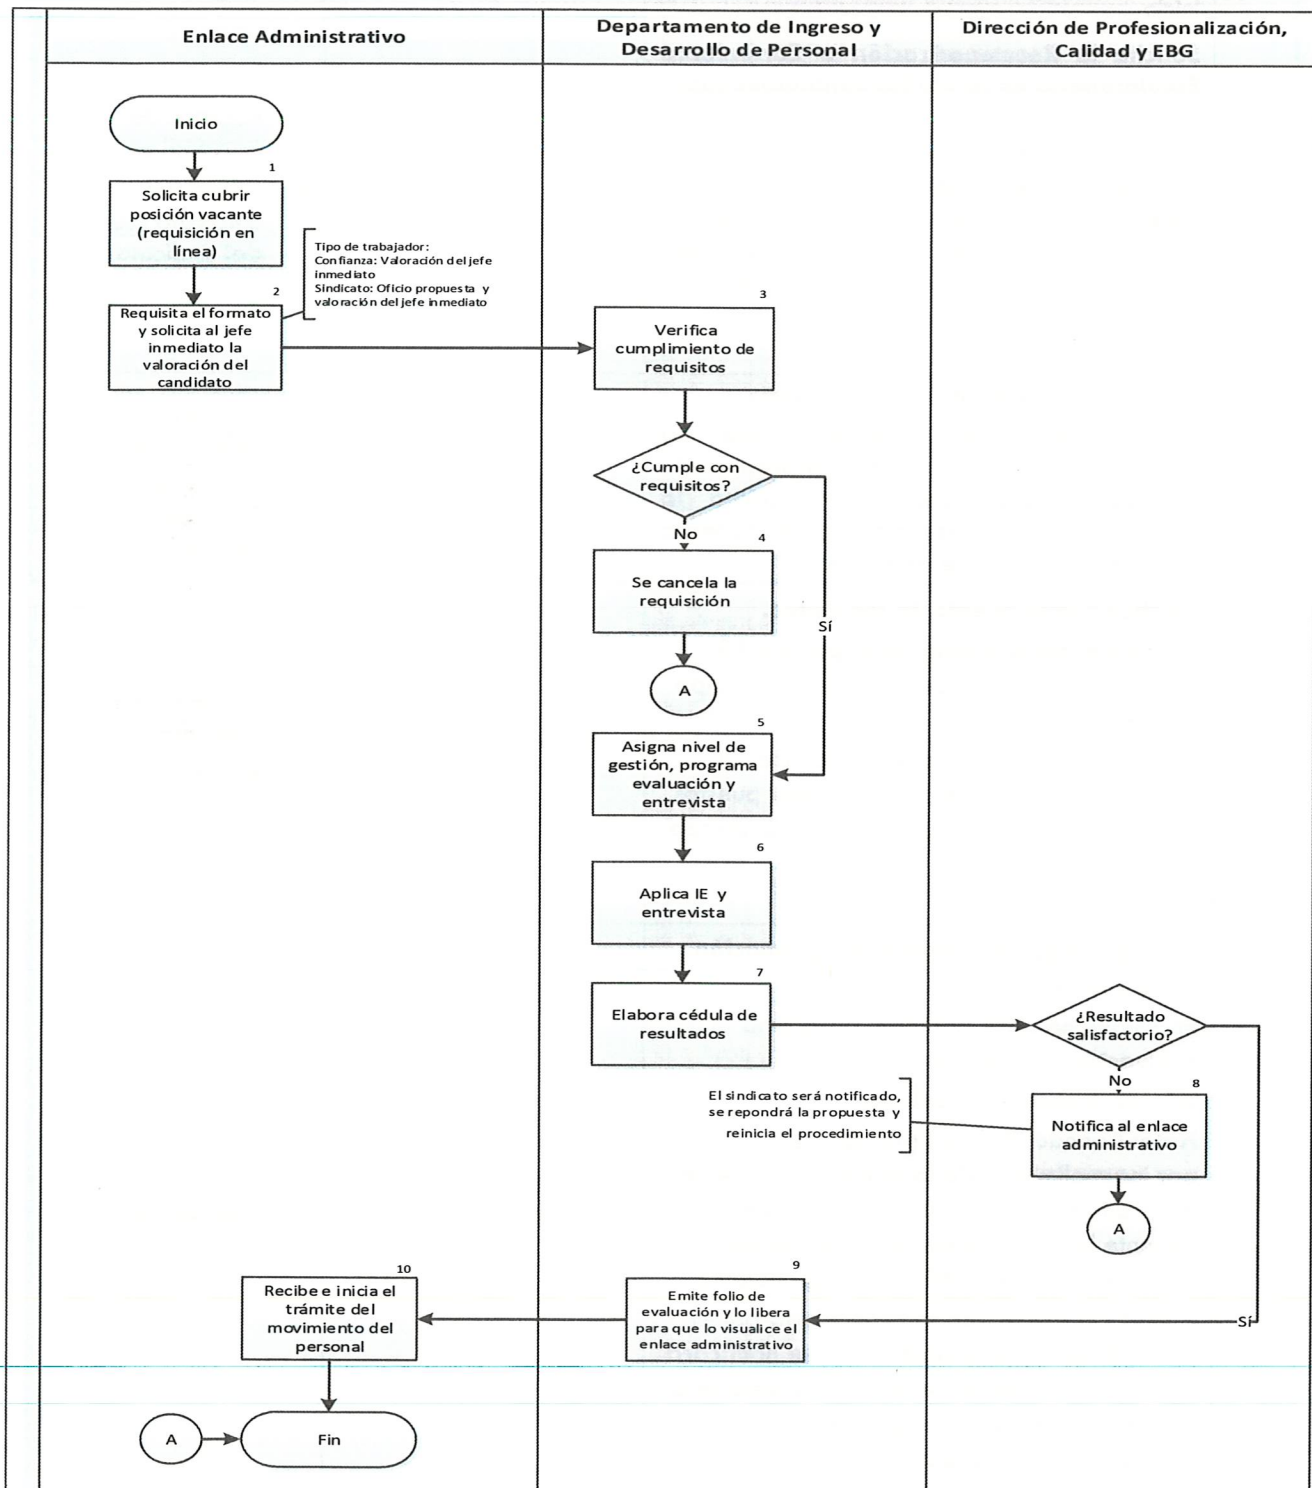 Enlace Administrativo
Departamento de Ingreso y
Desarrollo de Personal
Dirección de Profesionalización,
Calidad y EBG
Inicio
1
Solicita cubrir
posición vacante
(requisición en
línea)
Tipo de trabajador:
Confianza: Valoración del jefe
inmediato
Sindicato: Oficio propuesta y
valoración del jefe inmediato
2
Requisita el formato
y solicita al jefe
inmediato la
valoración del
candidato
3
Verifica
cumplimiento de
requisitos
¿Cumple con
requisitos?
No
4
Se cancela la
requisición
Sí
A
5
Asigna nivel de
gestión, programa
evaluación y
entrevista
6
Aplica IE y
entrevista
7
Elabora cédula de
resultados
¿Resultado
salisfactorio?
No
8
Notifica al enlace
administrativo
El sindicato será notificado,
se repondrá la propuesta y
reinicia el procedimiento
A
Sí
9
Emite folio de
evaluación y lo libera
para que lo visualice el
enlace administrativo
10
Recibe e inicia el
trámite del
movimiento del
personal
A
Fin